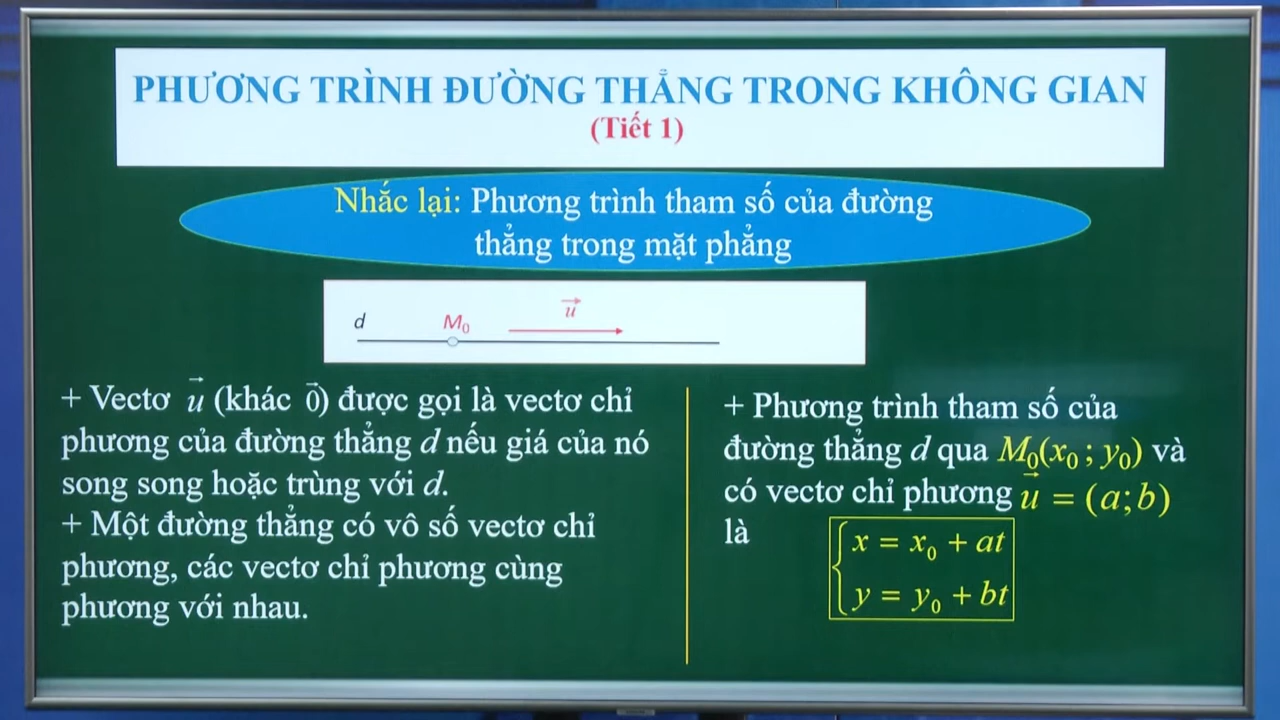 PHƯƠNG TRÌNH ĐƯỜNG THẲNG TRONG KHÔNG GIAN
(Tiết 1)
Nhắc lại: Phương trình tham số của đường
thẳng trong mặt phẳng
d M₀ u⃗
+ Vectơ u⃗ (khác 0⃗) được gọi là vectơ chỉ
phương của đường thẳng d nếu giá của nó
song song hoặc trùng với d.
+ Một đường thẳng có vô số vectơ chỉ
phương, các vectơ chỉ phương cùng
phương với nhau.
+ Phương trình tham số của
đường thẳng d qua M₀(x₀ ; y₀) và
có vectơ chỉ phương u⃗ = (a;b)
là
x = x₀ + at
y = y₀ + bt